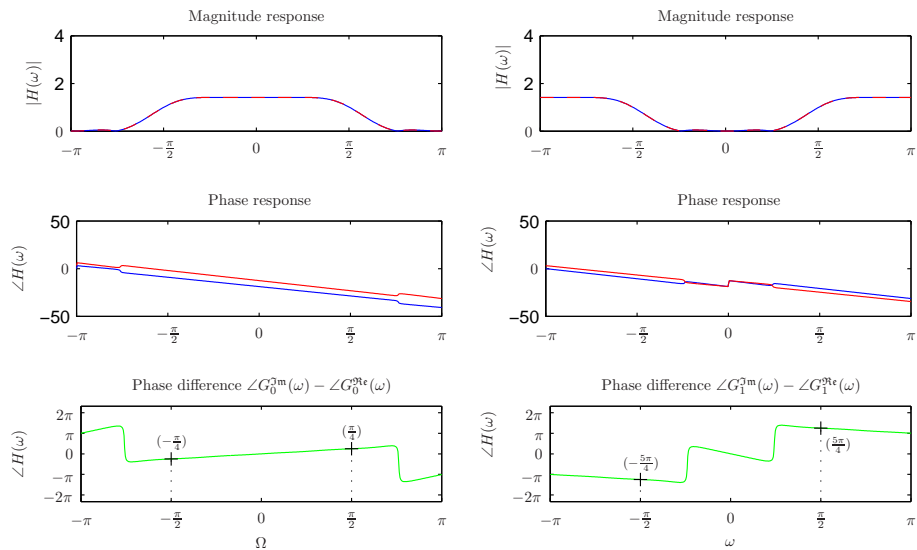 Magnitude response
|H(ω)|
4
2
0
−π
−π/2
0
π/2
π
Magnitude response
|H(ω)|
4
2
0
−π
−π/2
0
π/2
π
Phase response
∠H(ω)
50
0
−50
−π
−π/2
0
π/2
π
Phase response
∠H(ω)
50
0
−50
−π
−π/2
0
π/2
π
Phase difference ∠G₀^ℑ𝔪(ω) − ∠G₀^ℜ𝔢(ω)
∠H(ω)
2π
π
0
−π
−2π
(−π/4)
(π/4)
−π
−π/2
0
π/2
π
Ω
Phase difference ∠G₁^ℑ𝔪(ω) − ∠G₁^ℜ𝔢(ω)
∠H(ω)
2π
π
0
−π
−2π
(−5π/4)
(5π/4)
−π
−π/2
0
π/2
π
ω